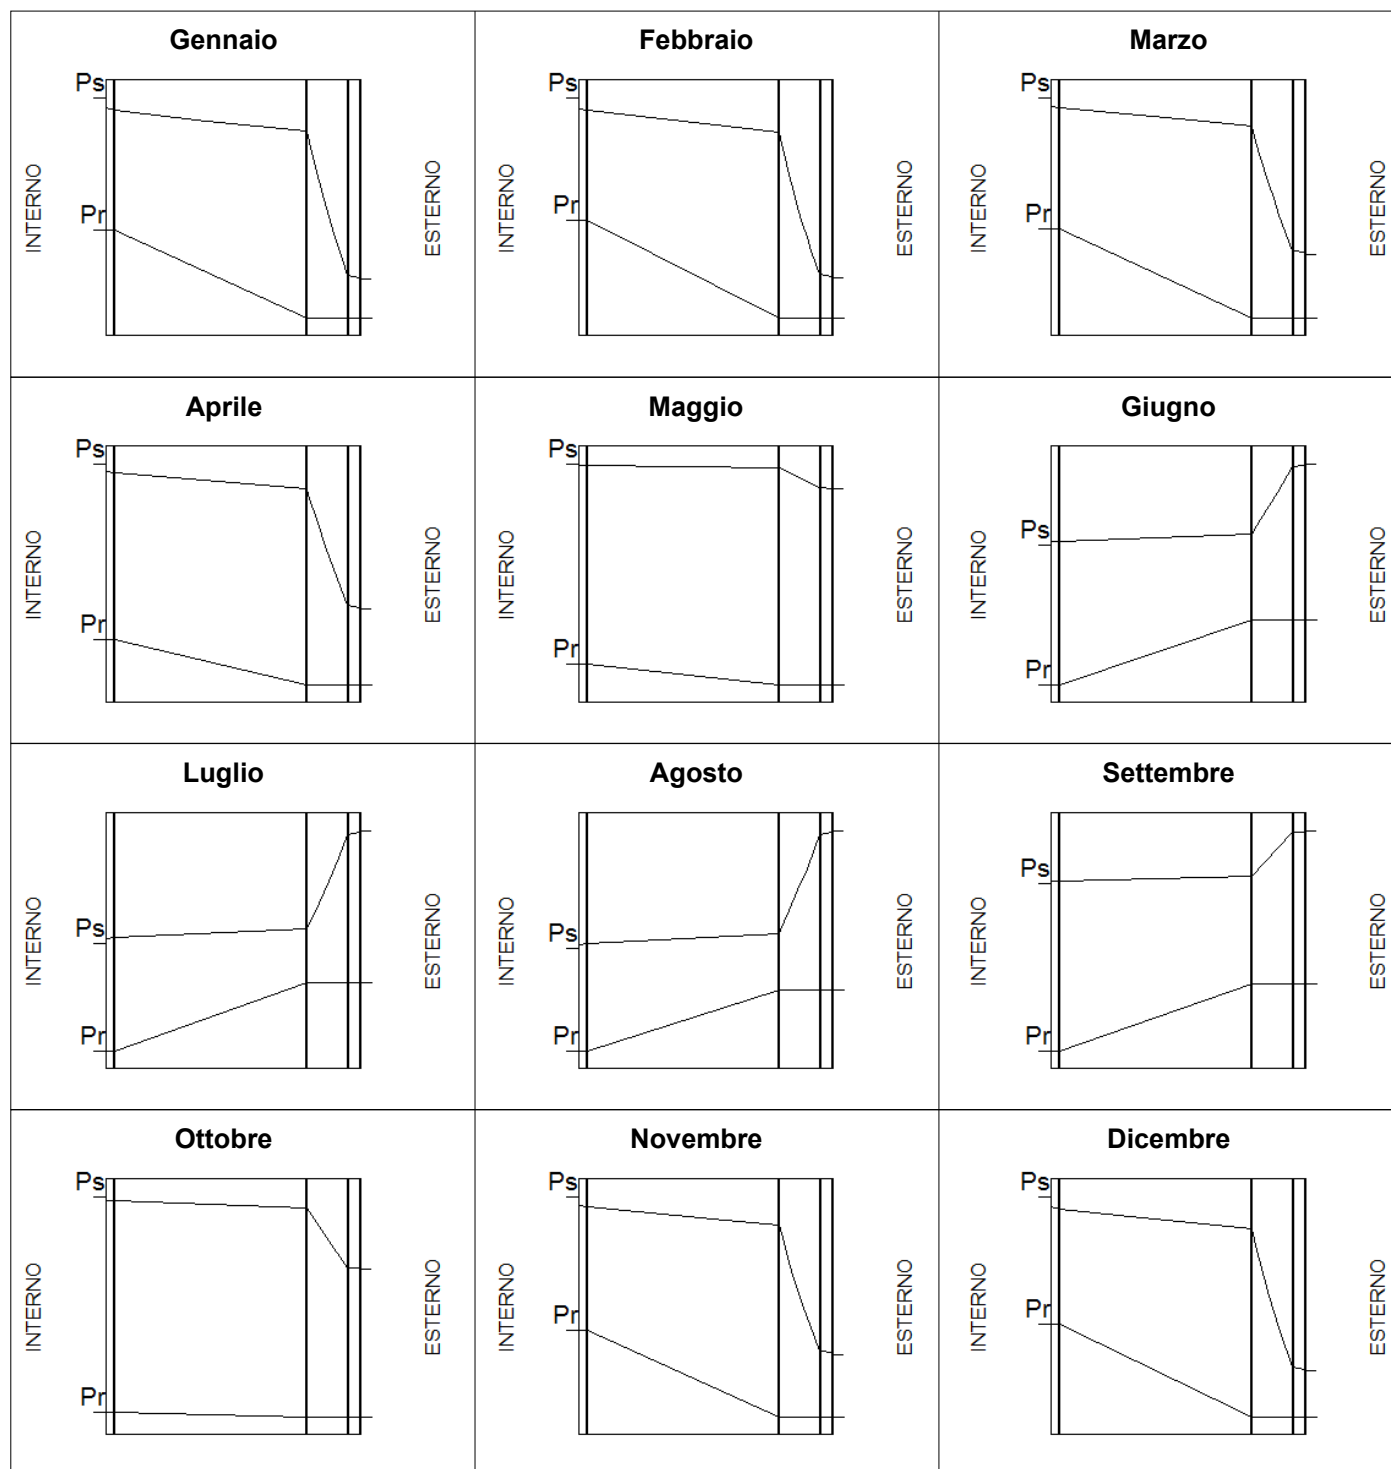 Gennaio
Ps
Pr
INTERNO
ESTERNO
Febbraio
Ps
Pr
INTERNO
ESTERNO
Marzo
Ps
Pr
INTERNO
ESTERNO
Aprile
Ps
Pr
INTERNO
ESTERNO
Maggio
Ps
Pr
INTERNO
ESTERNO
Giugno
Ps
Pr
INTERNO
ESTERNO
Luglio
Ps
Pr
INTERNO
ESTERNO
Agosto
Ps
Pr
INTERNO
ESTERNO
Settembre
Ps
Pr
INTERNO
ESTERNO
Ottobre
Ps
Pr
INTERNO
ESTERNO
Novembre
Ps
Pr
INTERNO
ESTERNO
Dicembre
Ps
Pr
INTERNO
ESTERNO